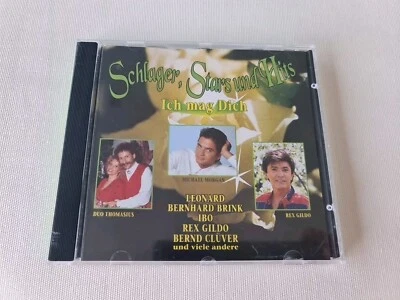 Schlager, Stars und Hits
Ich mag Dich
MICHAEL MORGAN
DUO THOMASIUS
LEONARD
BERNHARD BRINK
IBO
REX GILDO
BERND CLÜVER
und viele andere
REX GILDO